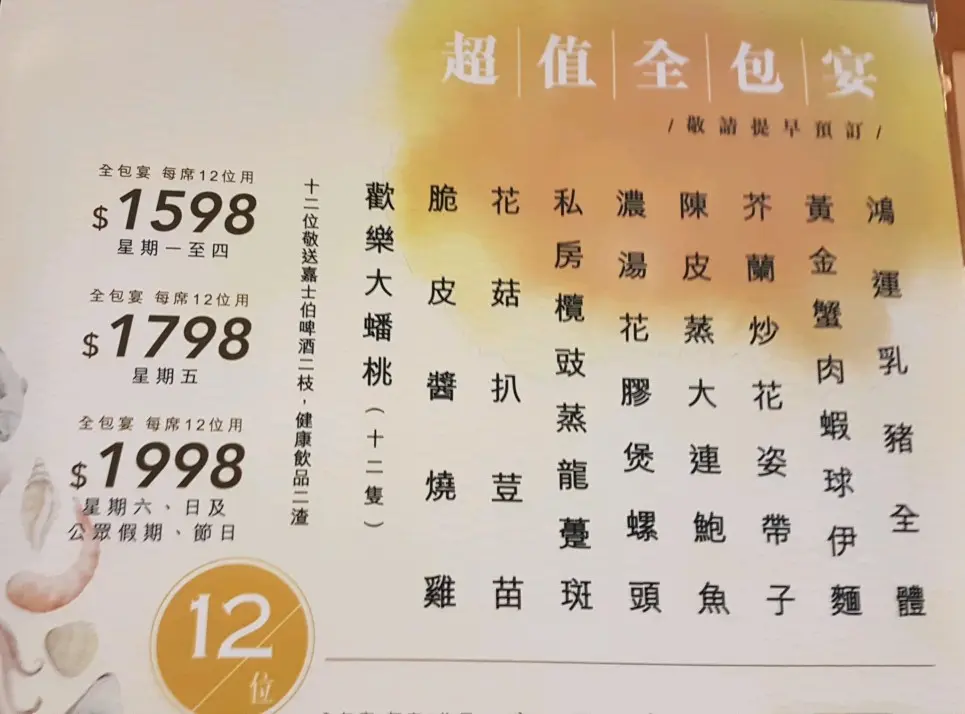 超值全包宴
/敬請提早預訂/
鴻運乳豬全體
黃金蟹肉蝦球伊麵
芥蘭炒花姿帶子
陳皮蒸大連鮑魚
濃湯花膠煲螺頭
私房欖豉蒸龍躉斑
花菇扒荳苗
脆皮醬燒雞
歡樂大蟠桃(十二隻)
十二位敬送嘉士伯啤酒二枝,健康飲品二渣
全包宴 每席12位用
$1598
星期一至四
全包宴 每席12位用
$1798
星期五
全包宴 每席12位用
$1998
星期六、日及
公眾假期、節日
12
位